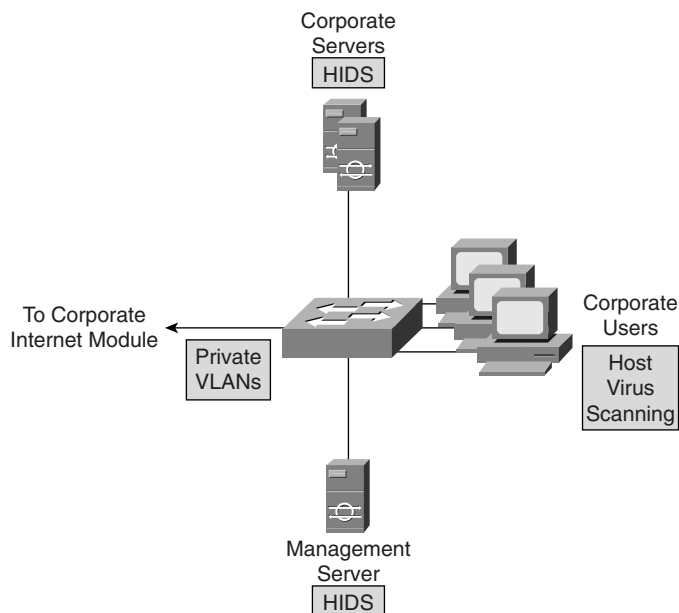 Corporate
Servers
HIDS
To Corporate
Internet Module
Private
VLANs
Corporate
Users
Host
Virus
Scanning
Management
Server
HIDS